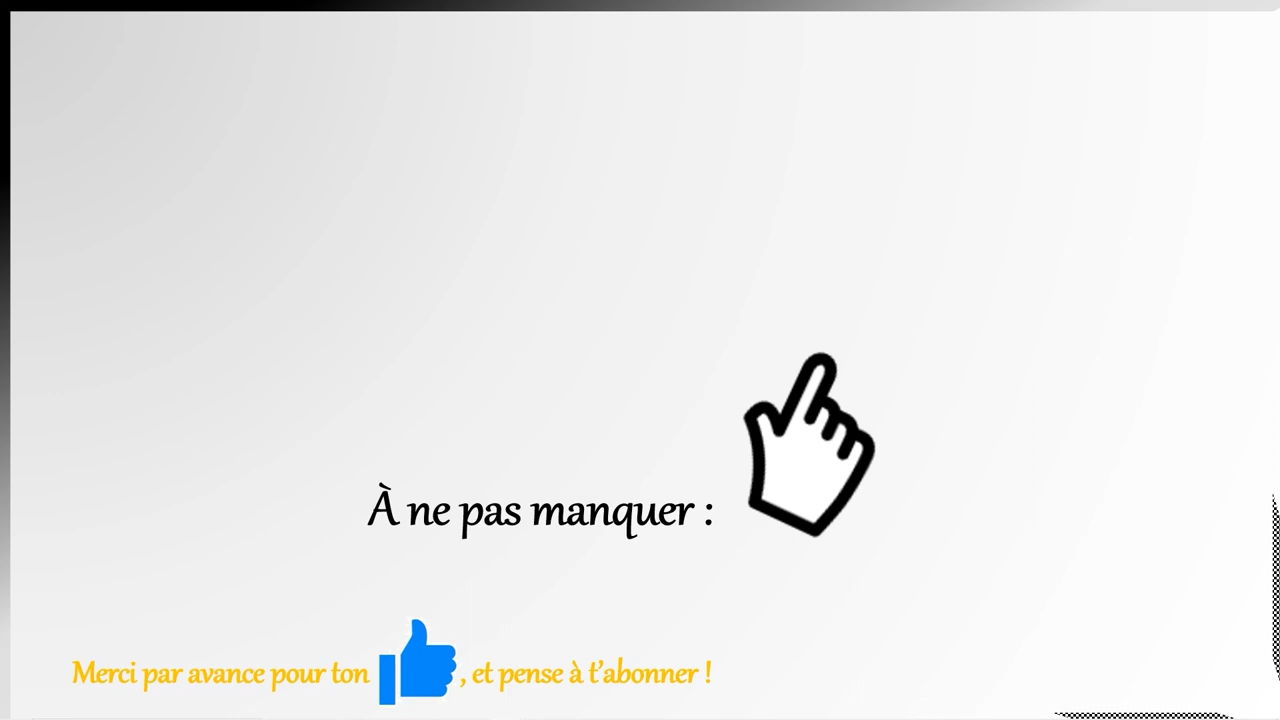 À ne pas manquer :
Merci par avance pour ton , et pense à t’abonner !